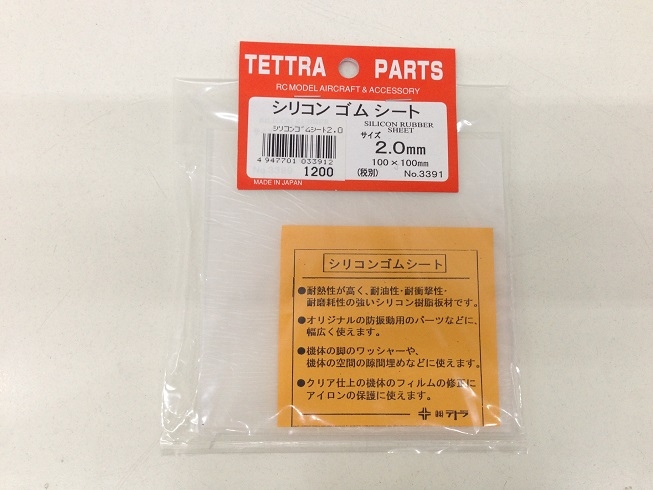 TETTRA PARTS
RC MODEL AIRCRAFT & ACCESSORY
シリコン ゴム シート
SILICON RUBBER
SHEET
シリコンゴムシート2.0
サイズ
2.0mm
100×100mm
4 947701 033912
1200
(税別)
No.3391
MADE IN JAPAN
シリコンゴムシート
●耐熱性が高く、耐油性・耐衝撃性・
耐磨耗性の強いシリコン樹脂板材です。
●オリジナルの防振動用のパーツなどに、
幅広く使えます。
●機体の脚のワッシャーや、
機体の空間の隙間埋めなどに使えます。
●クリア仕上の機体のフィルムの修正に
アイロンの保護に使えます。
㈱テトラ